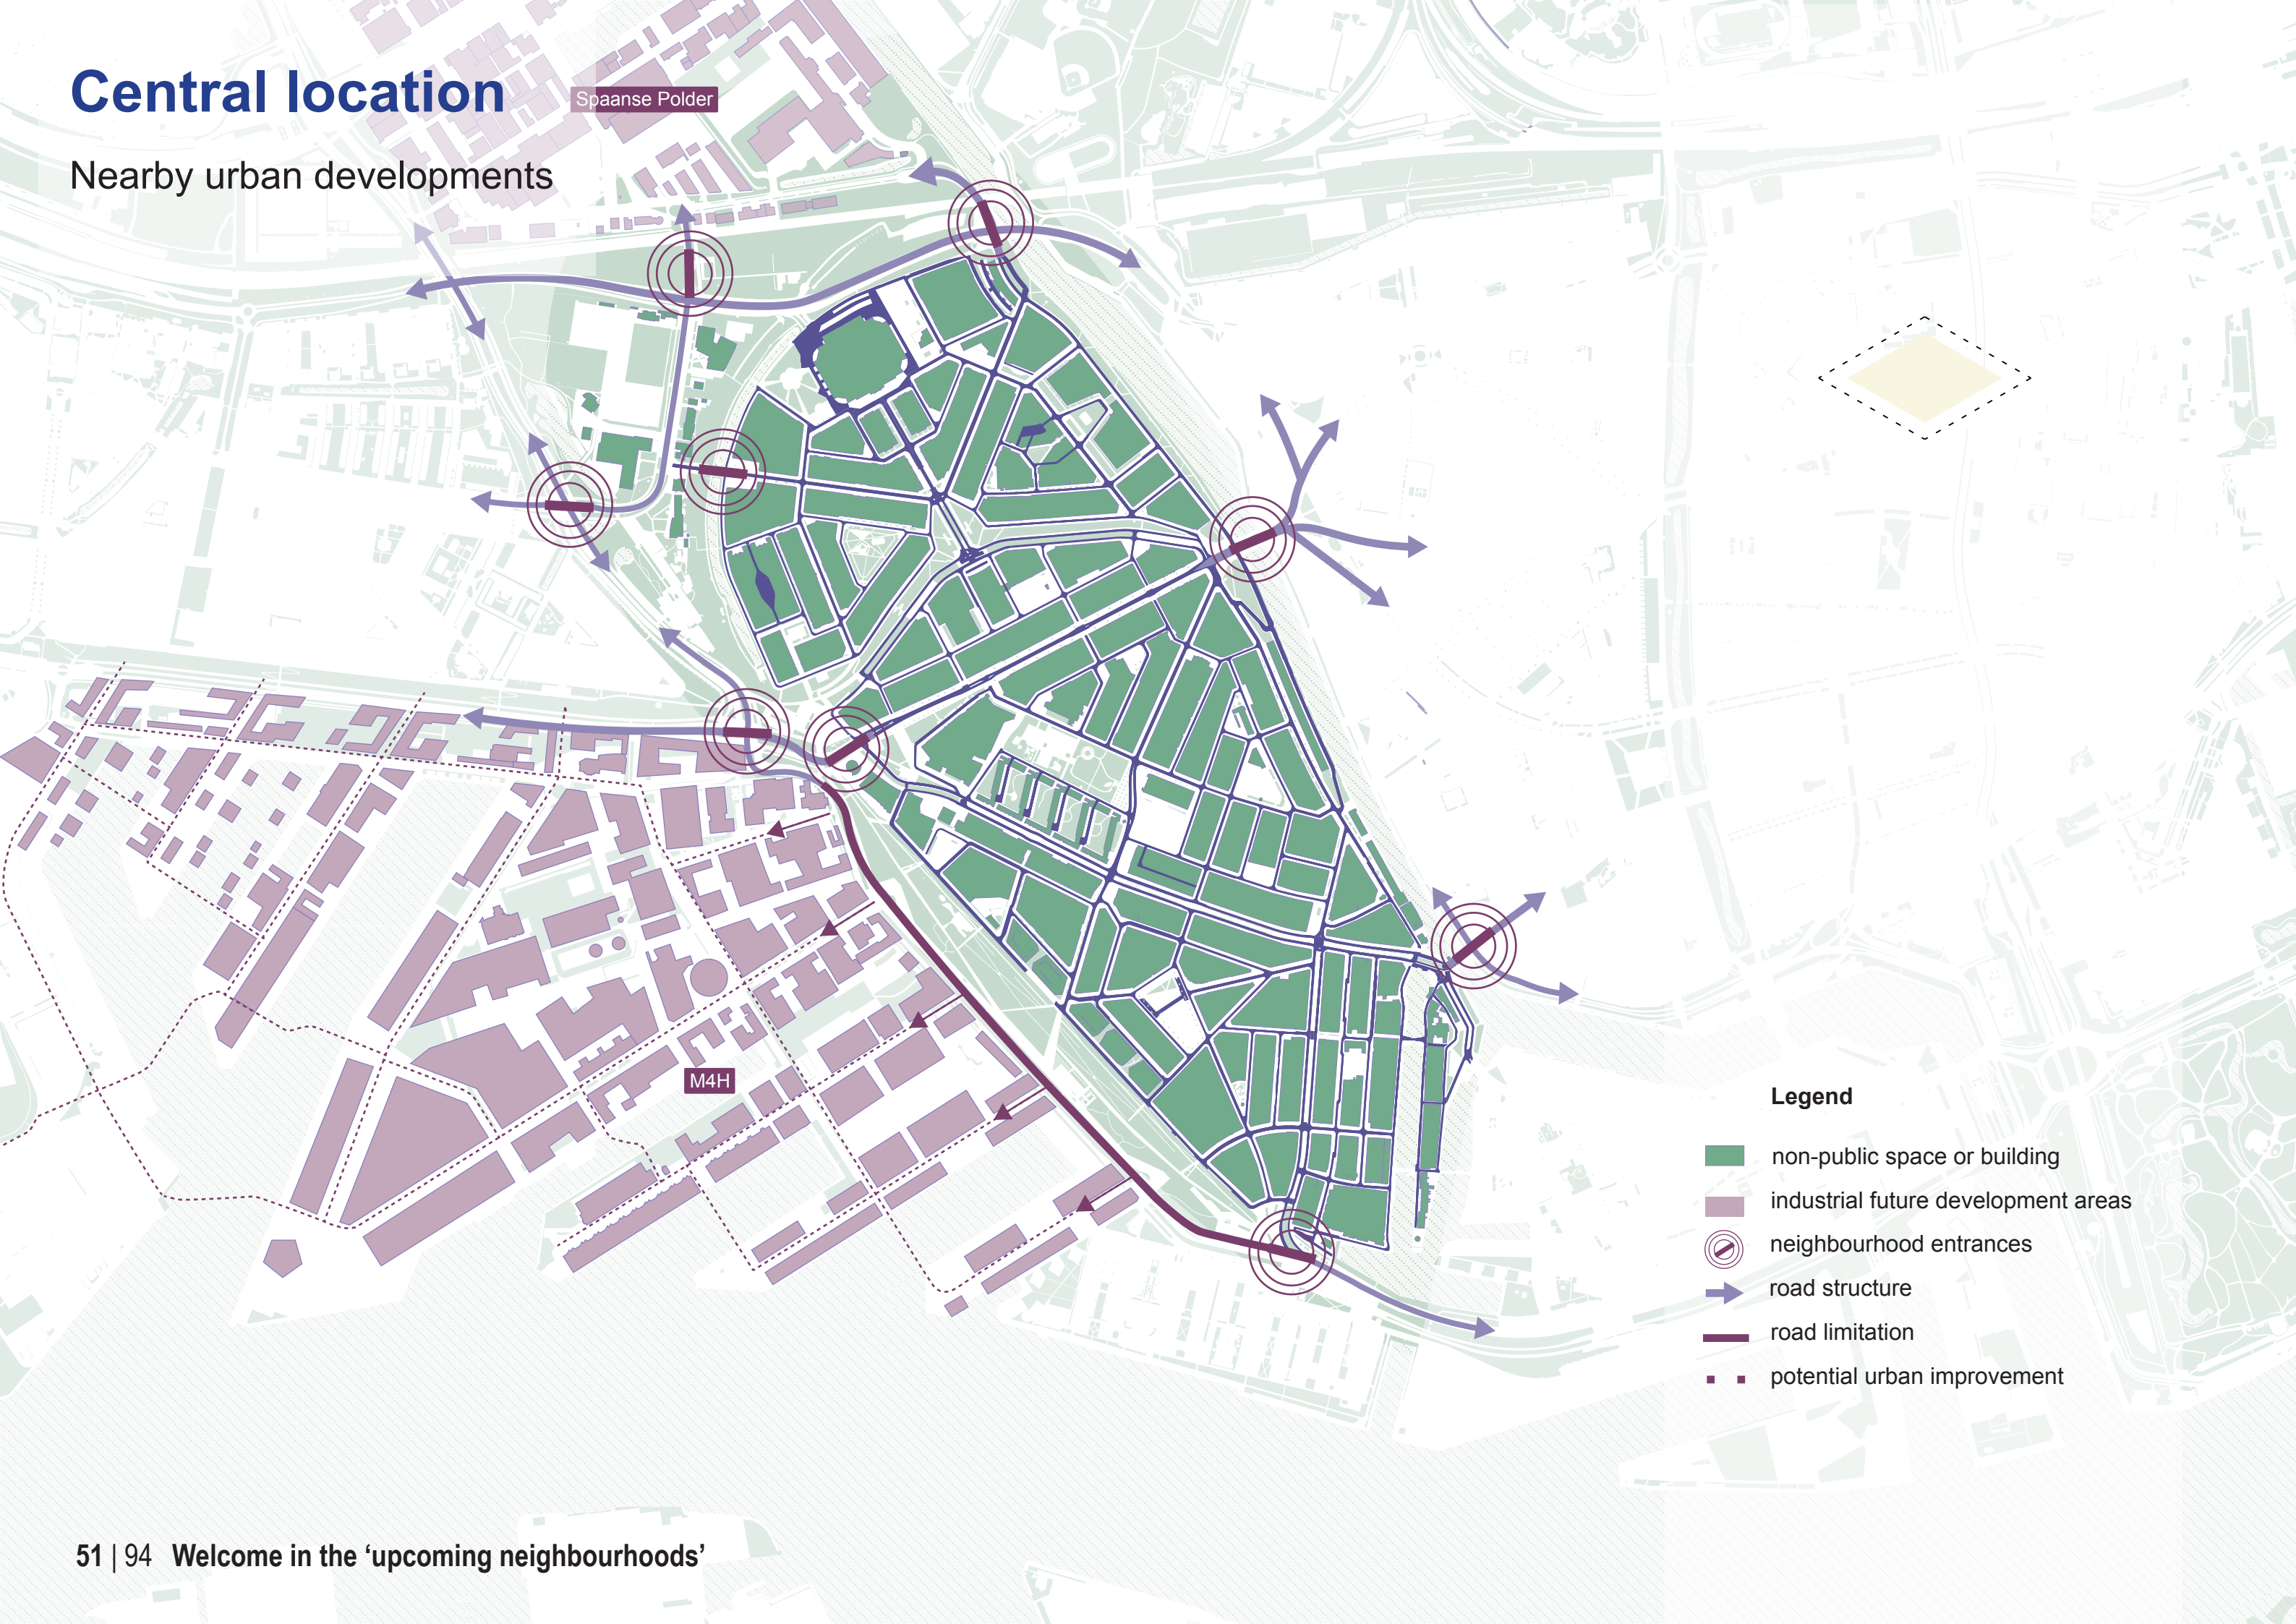 Central location
Spaanse Polder
Nearby urban developments
M4H
Legend
non-public space or building
industrial future development areas
neighbourhood entrances
road structure
road limitation
potential urban improvement
51 | 94 Welcome in the ‘upcoming neighbourhoods’